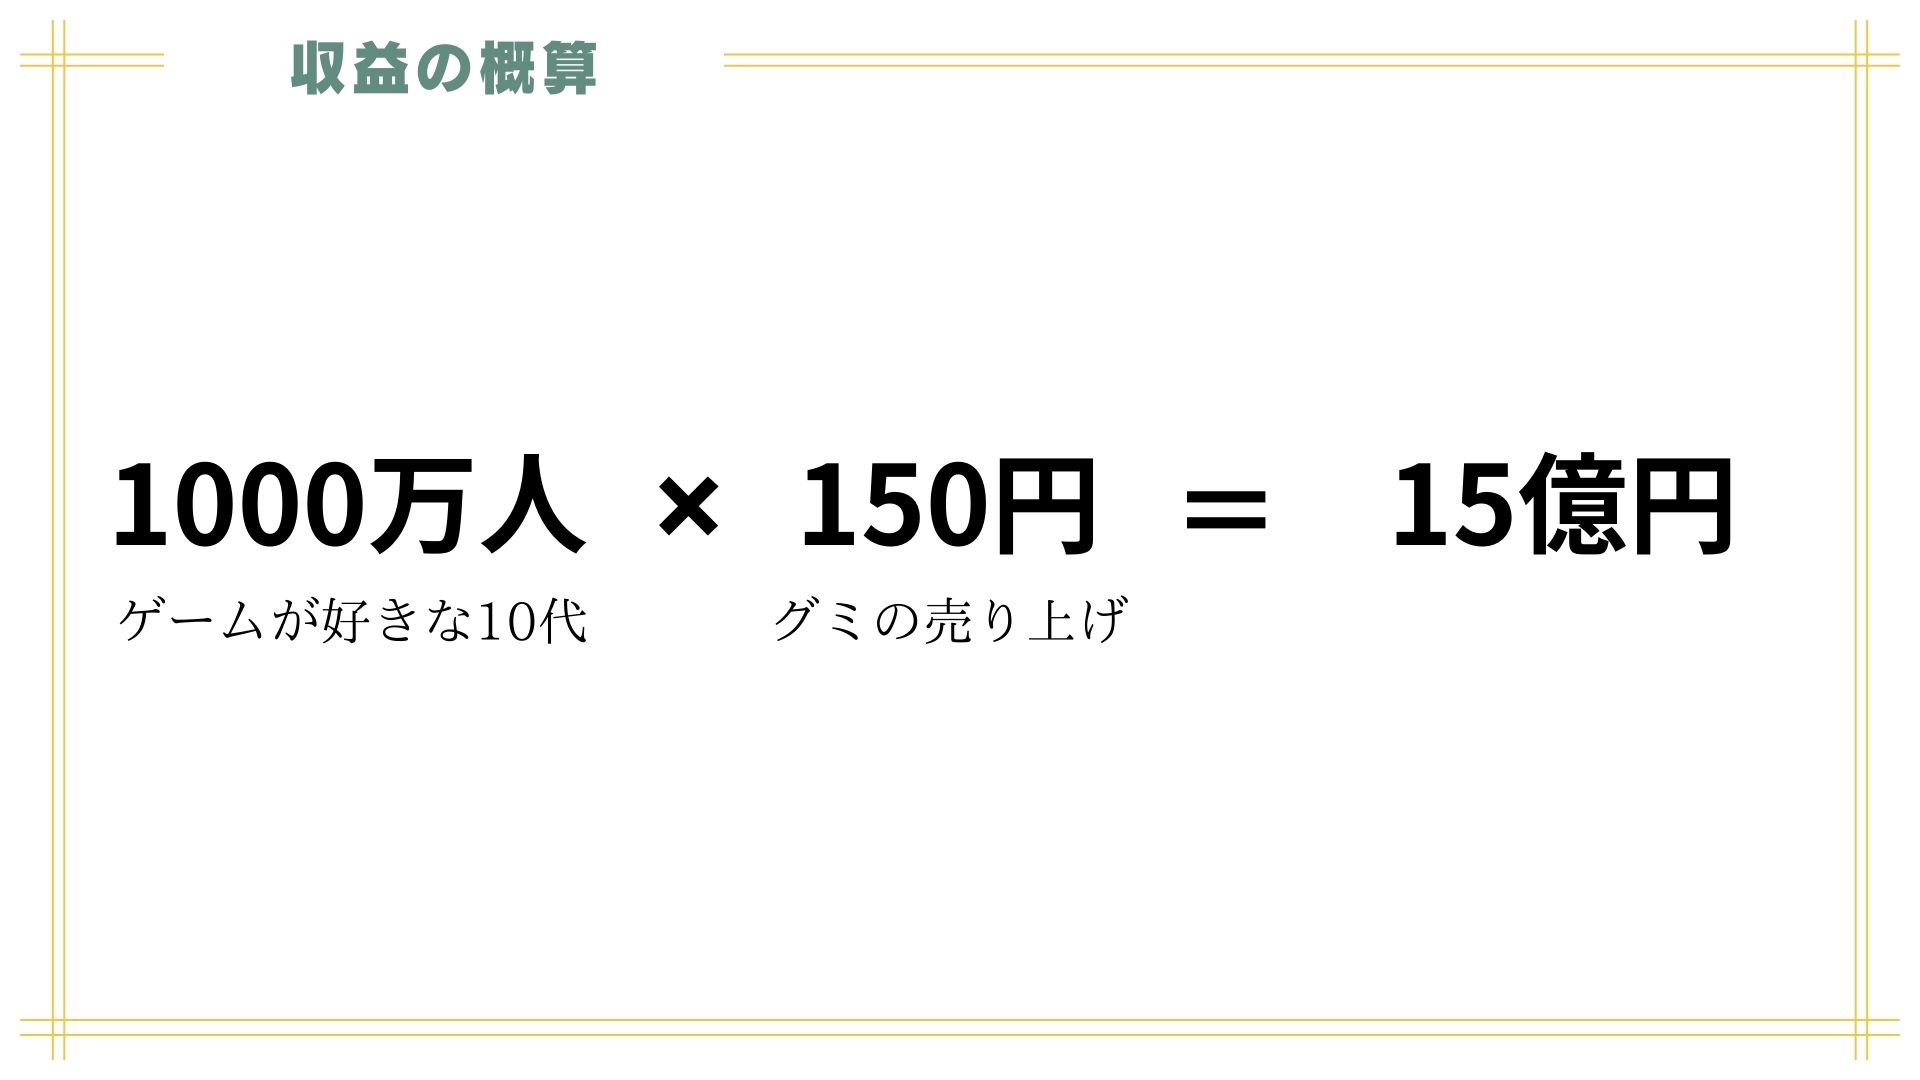 収益の概算
1000万人 × 150円 ＝ 15億円
ゲームが好きな10代 グミの売り上げ